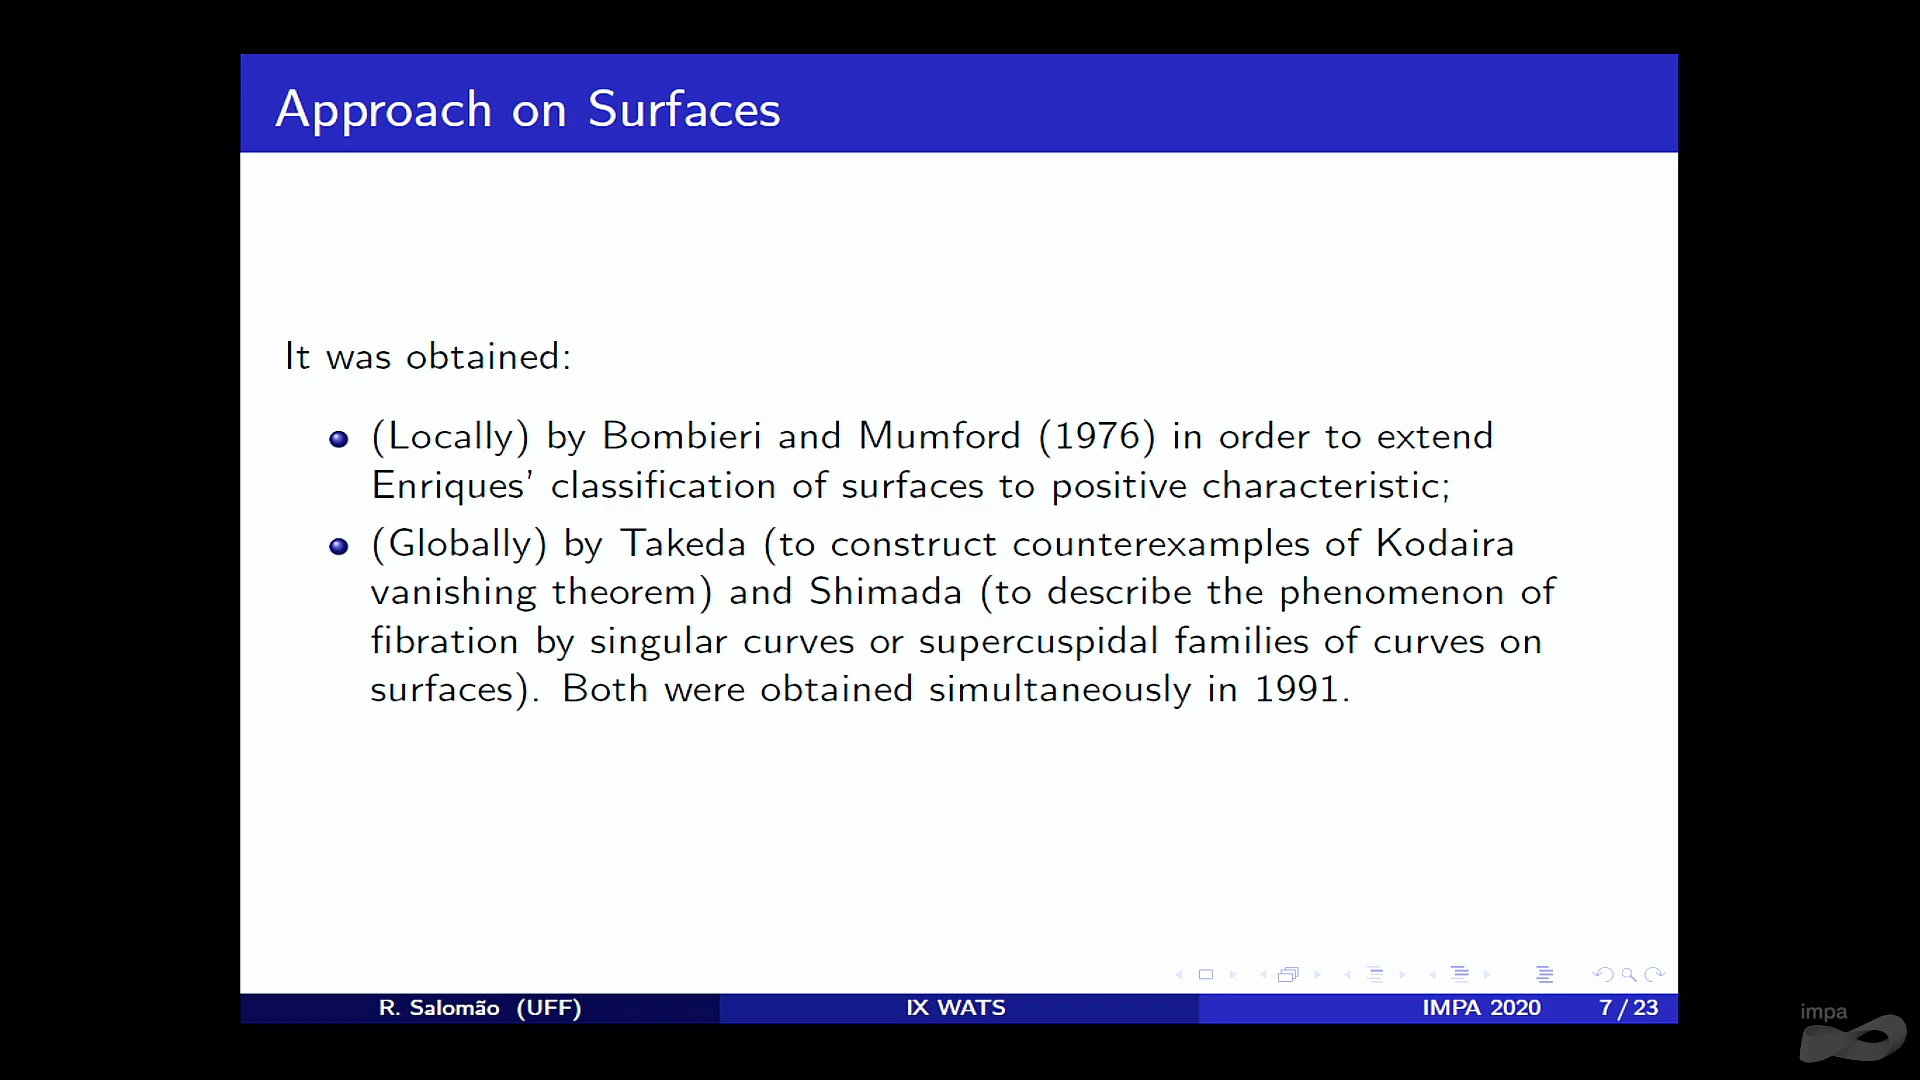 Approach on Surfaces
It was obtained:
(Locally) by Bombieri and Mumford (1976) in order to extend
Enriques' classification of surfaces to positive characteristic;
(Globally) by Takeda (to construct counterexamples of Kodaira
vanishing theorem) and Shimada (to describe the phenomenon of
fibration by singular curves or supercuspidal families of curves on
surfaces). Both were obtained simultaneously in 1991.
R. Salomão (UFF) IX WATS IMPA 2020 7 / 23
impa